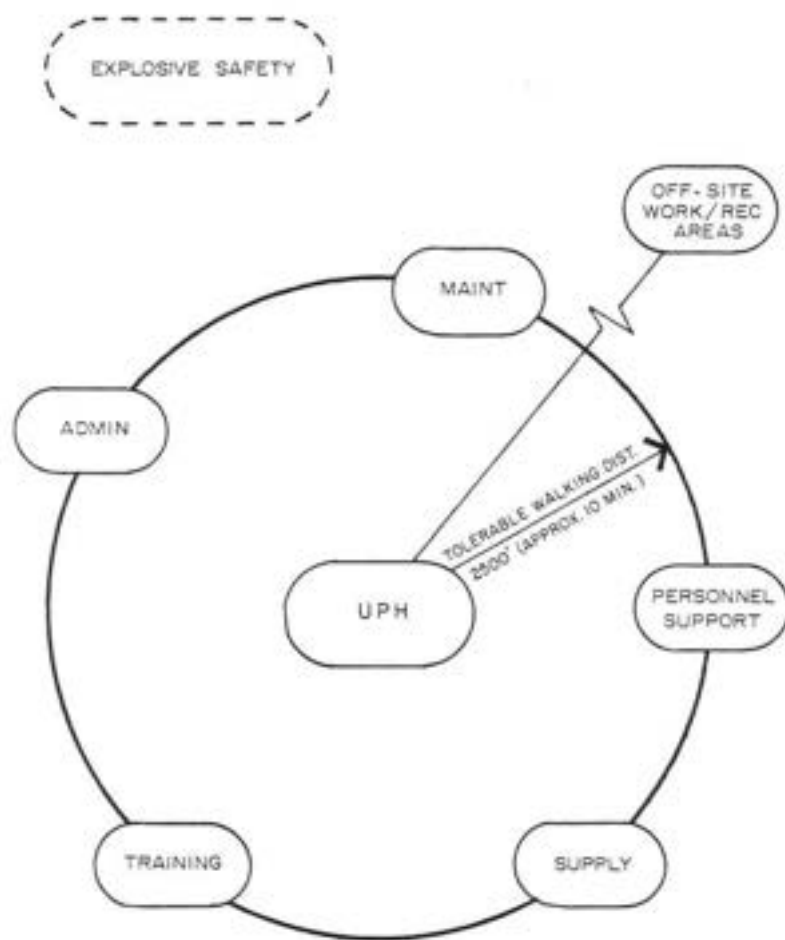 EXPLOSIVE SAFETY
OFF-SITE
WORK/REC
AREAS
MAINT
ADMIN
TOLERABLE WALKING DIST.
2500' (APPROX. 10 MIN.)
UPH
PERSONNEL
SUPPORT
TRAINING
SUPPLY